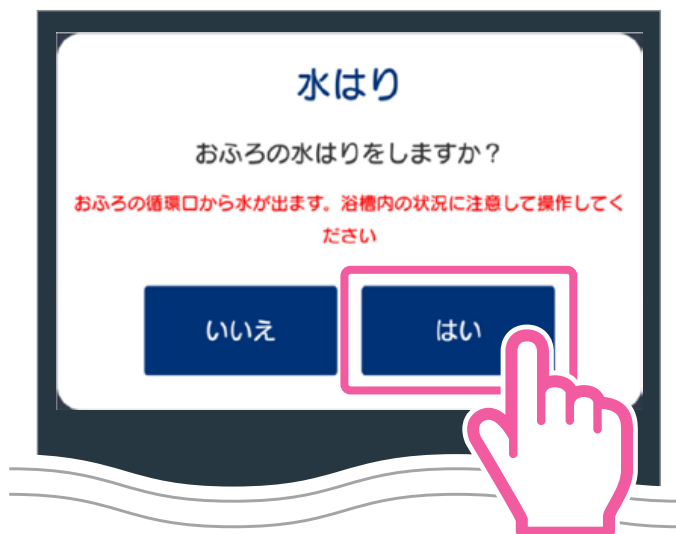 水はり
おふろの水はりをしますか？
おふろの循環口から水が出ます。浴槽内の状況に注意して操作してく
ださい
いいえ
はい